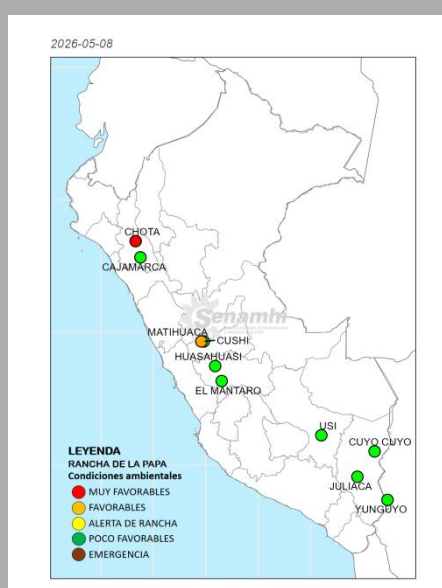 2026-05-08
CHOTA
CAJAMARCA
Senamhi
MATIHUACA
CUSHI
HUASAHUASI
EL MANTARO
USI
CUYO CUYO
JULIACA
YUNGUYO
LEYENDA
RANCHA DE LA PAPA
Condiciones ambientales
MUY FAVORABLES
FAVORABLES
ALERTA DE RANCHA
POCO FAVORABLES
EMERGENCIA